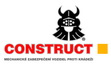 CONSTRUCT
MECHANICKÉ ZABEZPEČENÍ VOZIDEL PROTI KRÁDEŽI